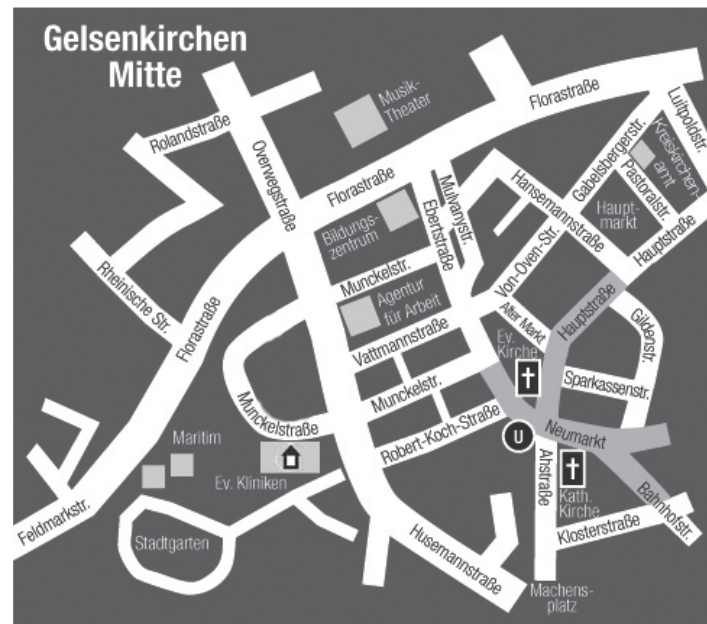 Gelsenkirchen
Mitte
Musik-
Theater
Florastraße
Luitpoldstr.
Rolandstraße
Overwegstraße
Gabelsbergerstr.
Kreiskirchen-
amt
Pastoralstr.
Florastraße
Mulvanystr.
Hansemannstraße
Haupt-
markt
Bildungs-
zentrum
Ebertstraße
Hauptstraße
Von-Oven-Str.
Rheinische Str.
Munckelstr.
Agentur
für Arbeit
Hauptstraße
Alter Markt
Gildenstr.
Florastraße
Vattmannstraße
Ev.
Kirche
Sparkassenstr.
Munckelstr.
Munckelstraße
Robert-Koch-Straße
Neumarkt
U
Maritim
Ev. Kliniken
Ahstraße
Kath.
Kirche
Bahnhofstr.
Feldmarkstr.
Stadtgarten
Husemannstraße
Klosterstraße
Machens-
platz